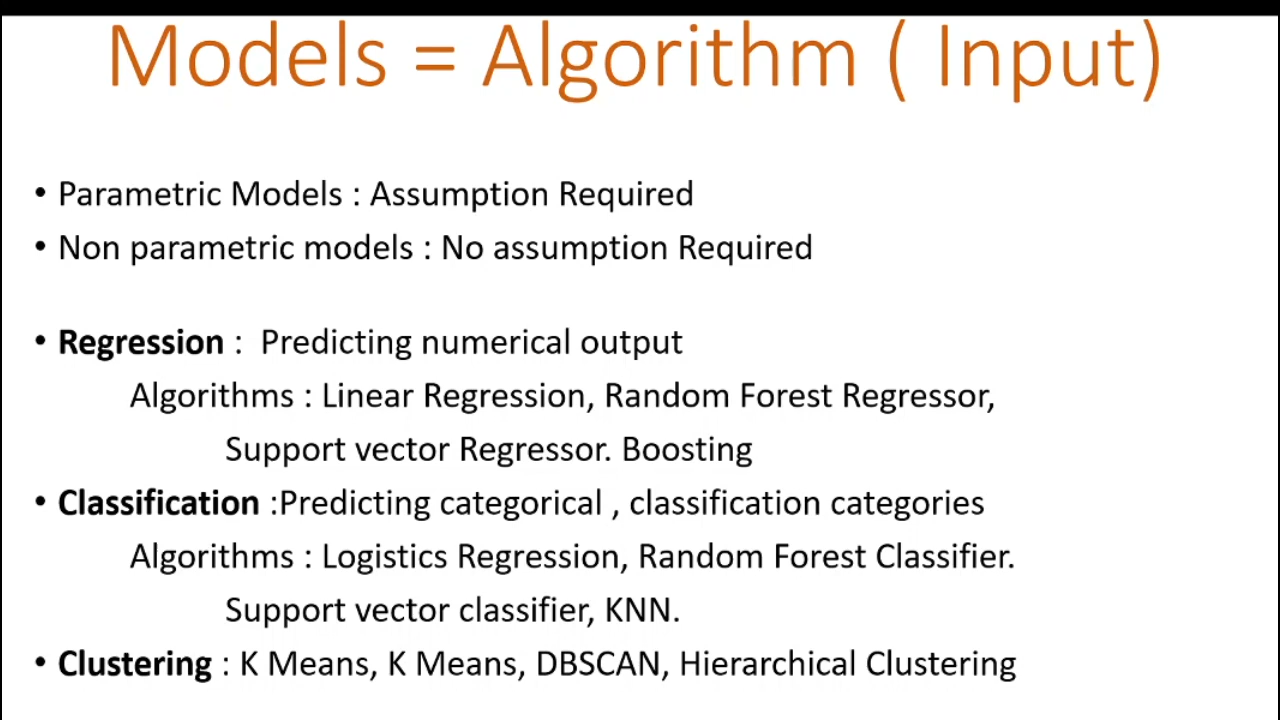 Models = Algorithm ( Input)
• Parametric Models : Assumption Required
• Non parametric models : No assumption Required
• Regression :  Predicting numerical output
Algorithms : Linear Regression, Random Forest Regressor,
Support vector Regressor. Boosting
• Classification :Predicting categorical , classification categories
Algorithms : Logistics Regression, Random Forest Classifier.
Support vector classifier, KNN.
• Clustering : K Means, K Means, DBSCAN, Hierarchical Clustering